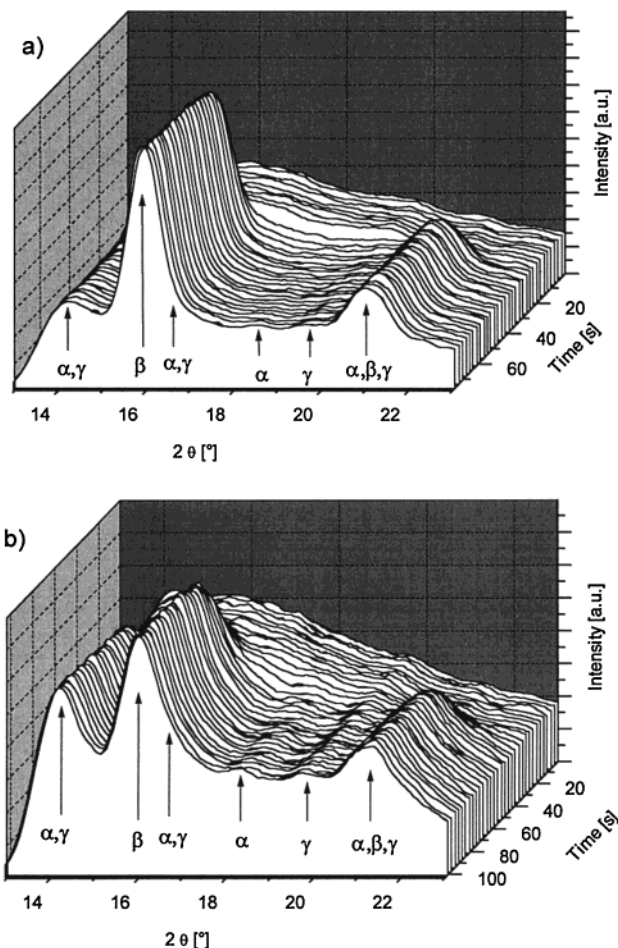 a)
Intensity [a.u.]
20
40
60
Time [s]
α,γ
β
α,γ
α
γ
α,β,γ
14
16
18
20
22
2 θ [°]
b)
Intensity [a.u.]
20
40
60
80
100
Time [s]
α,γ
β
α,γ
α
γ
α,β,γ
14
16
18
20
22
2 θ [°]